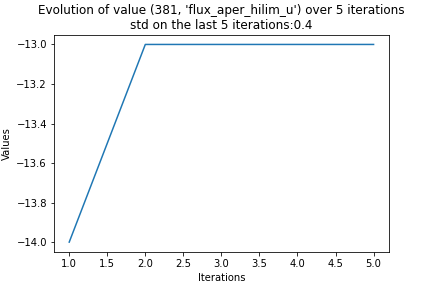 Evolution of value (381, 'flux_aper_hilim_u') over 5 iterations
std on the last 5 iterations:0.4
−13.0
−13.2
−13.4
−13.6
−13.8
−14.0
Values
1.0 1.5 2.0 2.5 3.0 3.5 4.0 4.5 5.0
Iterations